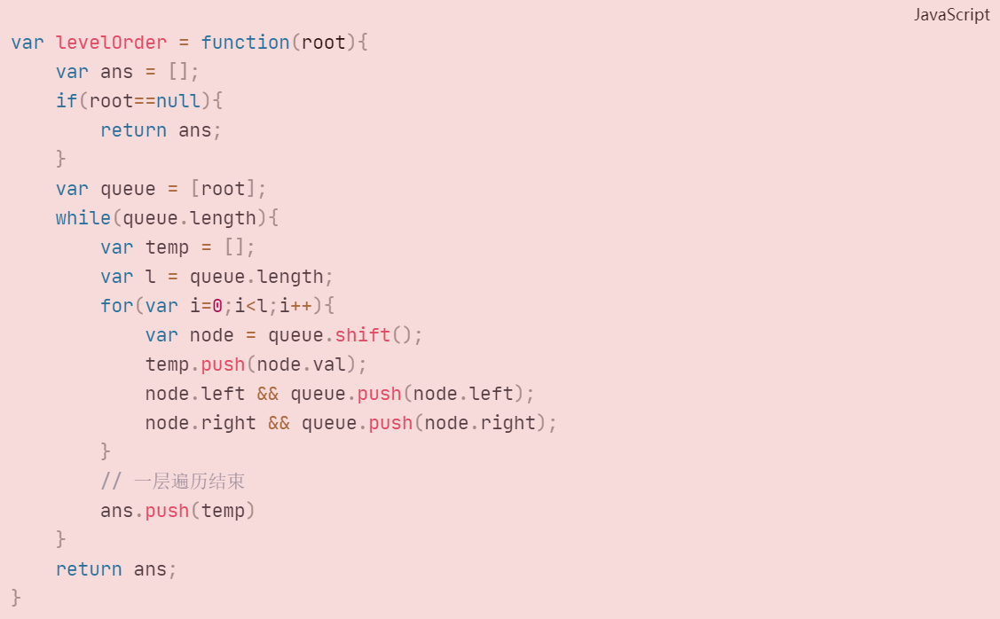 JavaScript
var levelOrder = function(root){
    var ans = [];
    if(root==null){
        return ans;
    }
    var queue = [root];
    while(queue.length){
        var temp = [];
        var l = queue.length;
        for(var i=0;i<l;i++){
            var node = queue.shift();
            temp.push(node.val);
            node.left && queue.push(node.left);
            node.right && queue.push(node.right);
        }
        // 一层遍历结束
        ans.push(temp)
    }
    return ans;
}